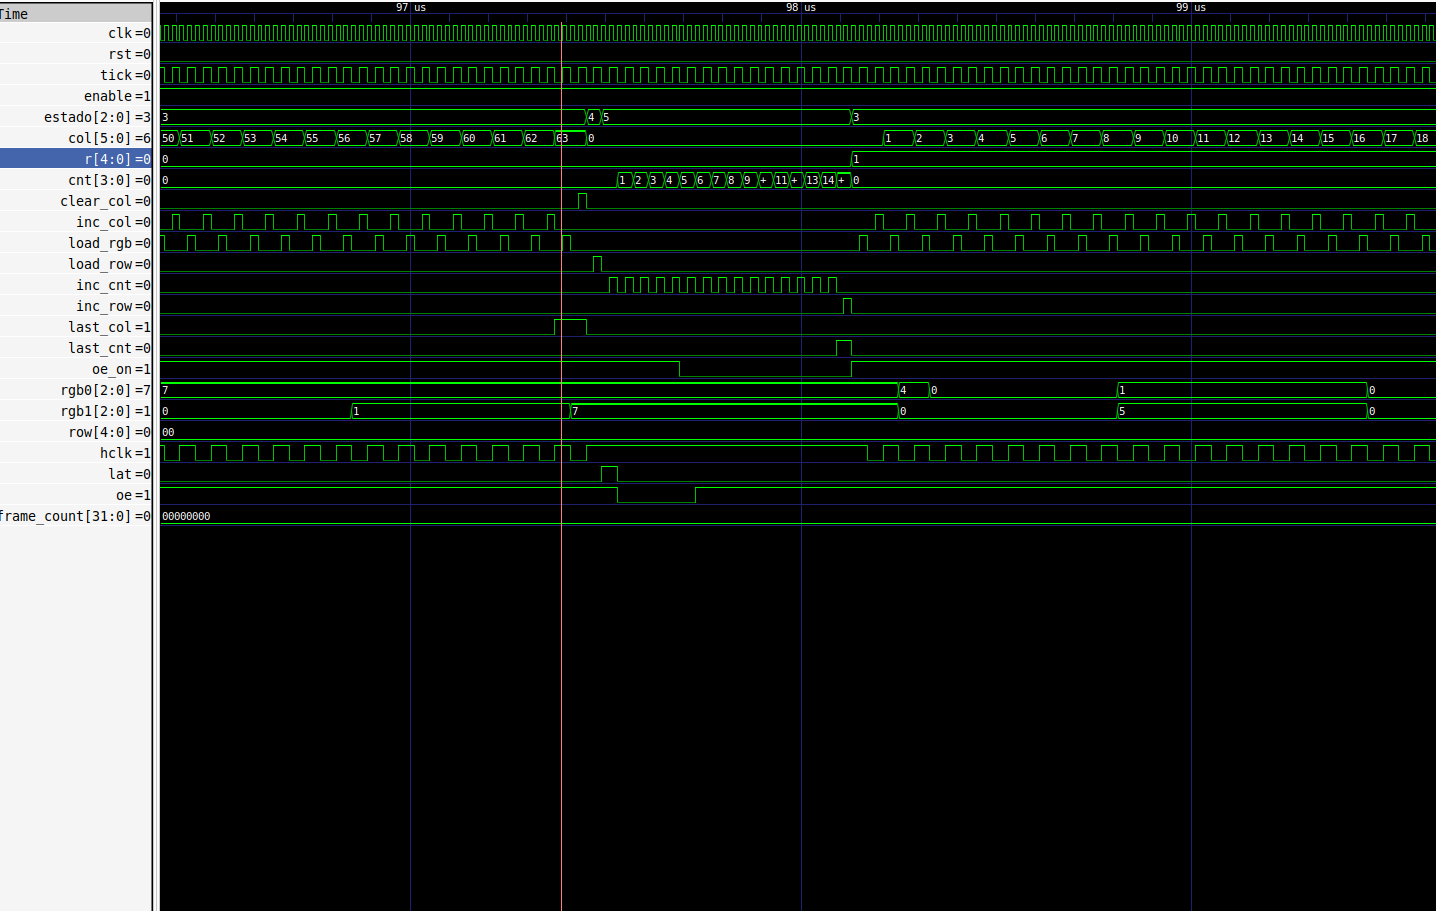 Time 97 us 98 us 99 us
clk=0
rst=0
tick=0
enable=1
estado[2:0]=3 3 4 5 3
col[5:0]=6 50 51 52 53 54 55 56 57 58 59 60 61 62 63 0 1 2 3 4 5 6 7 8 9 10 11 12 13 14 15 16 17 18
r[4:0]=0 0 1
cnt[3:0]=0 0 1 2 3 4 5 6 7 8 9 + 11 + 13 14 + 0
clear_col=0
inc_col=0
load_rgb=0
load_row=0
inc_cnt=0
inc_row=0
last_col=1
last_cnt=0
oe_on=1
rgb0[2:0]=7 7 4 0 1 0
rgb1[2:0]=1 0 1 7 0 5 0
row[4:0]=0 00
hclk=1
lat=0
oe=1
frame_count[31:0]=0 00000000